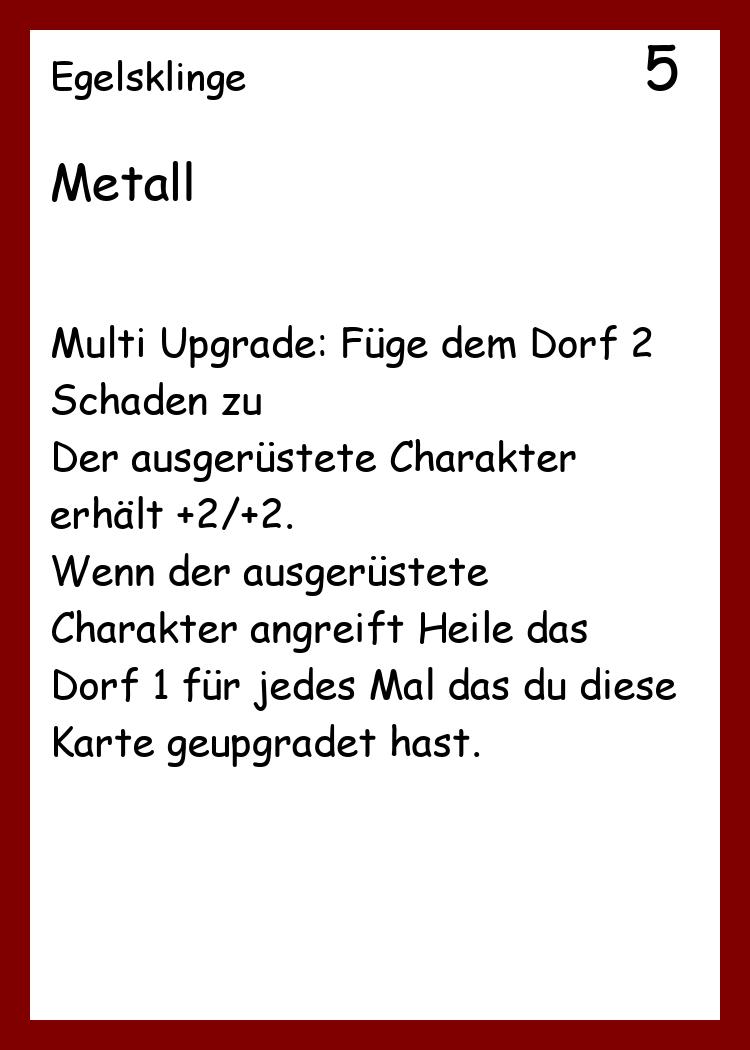 Egelsklinge 5
Metall
Multi Upgrade: Füge dem Dorf 2
Schaden zu
Der ausgerüstete Charakter
erhält +2/+2.
Wenn der ausgerüstete
Charakter angreift Heile das
Dorf 1 für jedes Mal das du diese
Karte geupgradet hast.